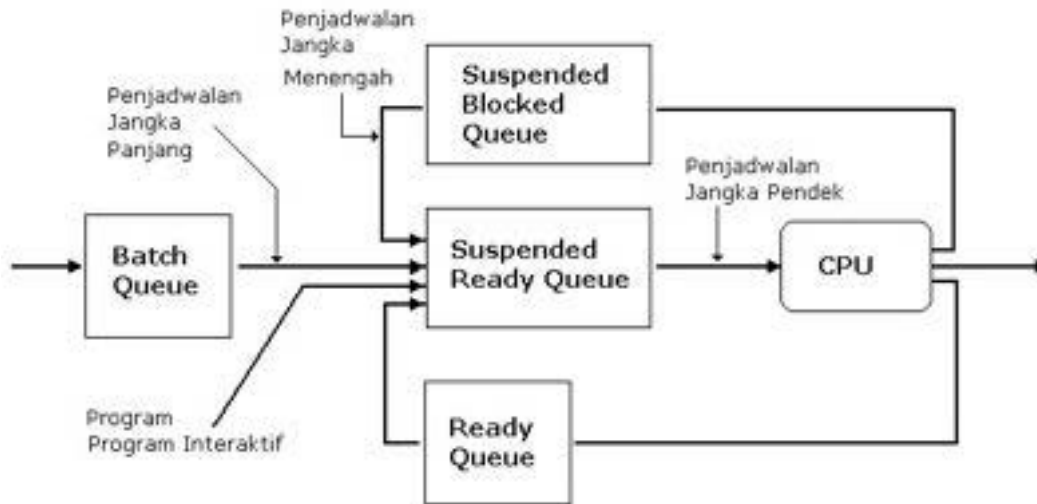 Penjadwalan
Jangka
Menengah
Penjadwalan
Jangka
Panjang
Suspended
Blocked
Queue
Penjadwalan
Jangka Pendek
Batch
Queue
Suspended
Ready Queue
CPU
Program
Program Interaktif
Ready
Queue